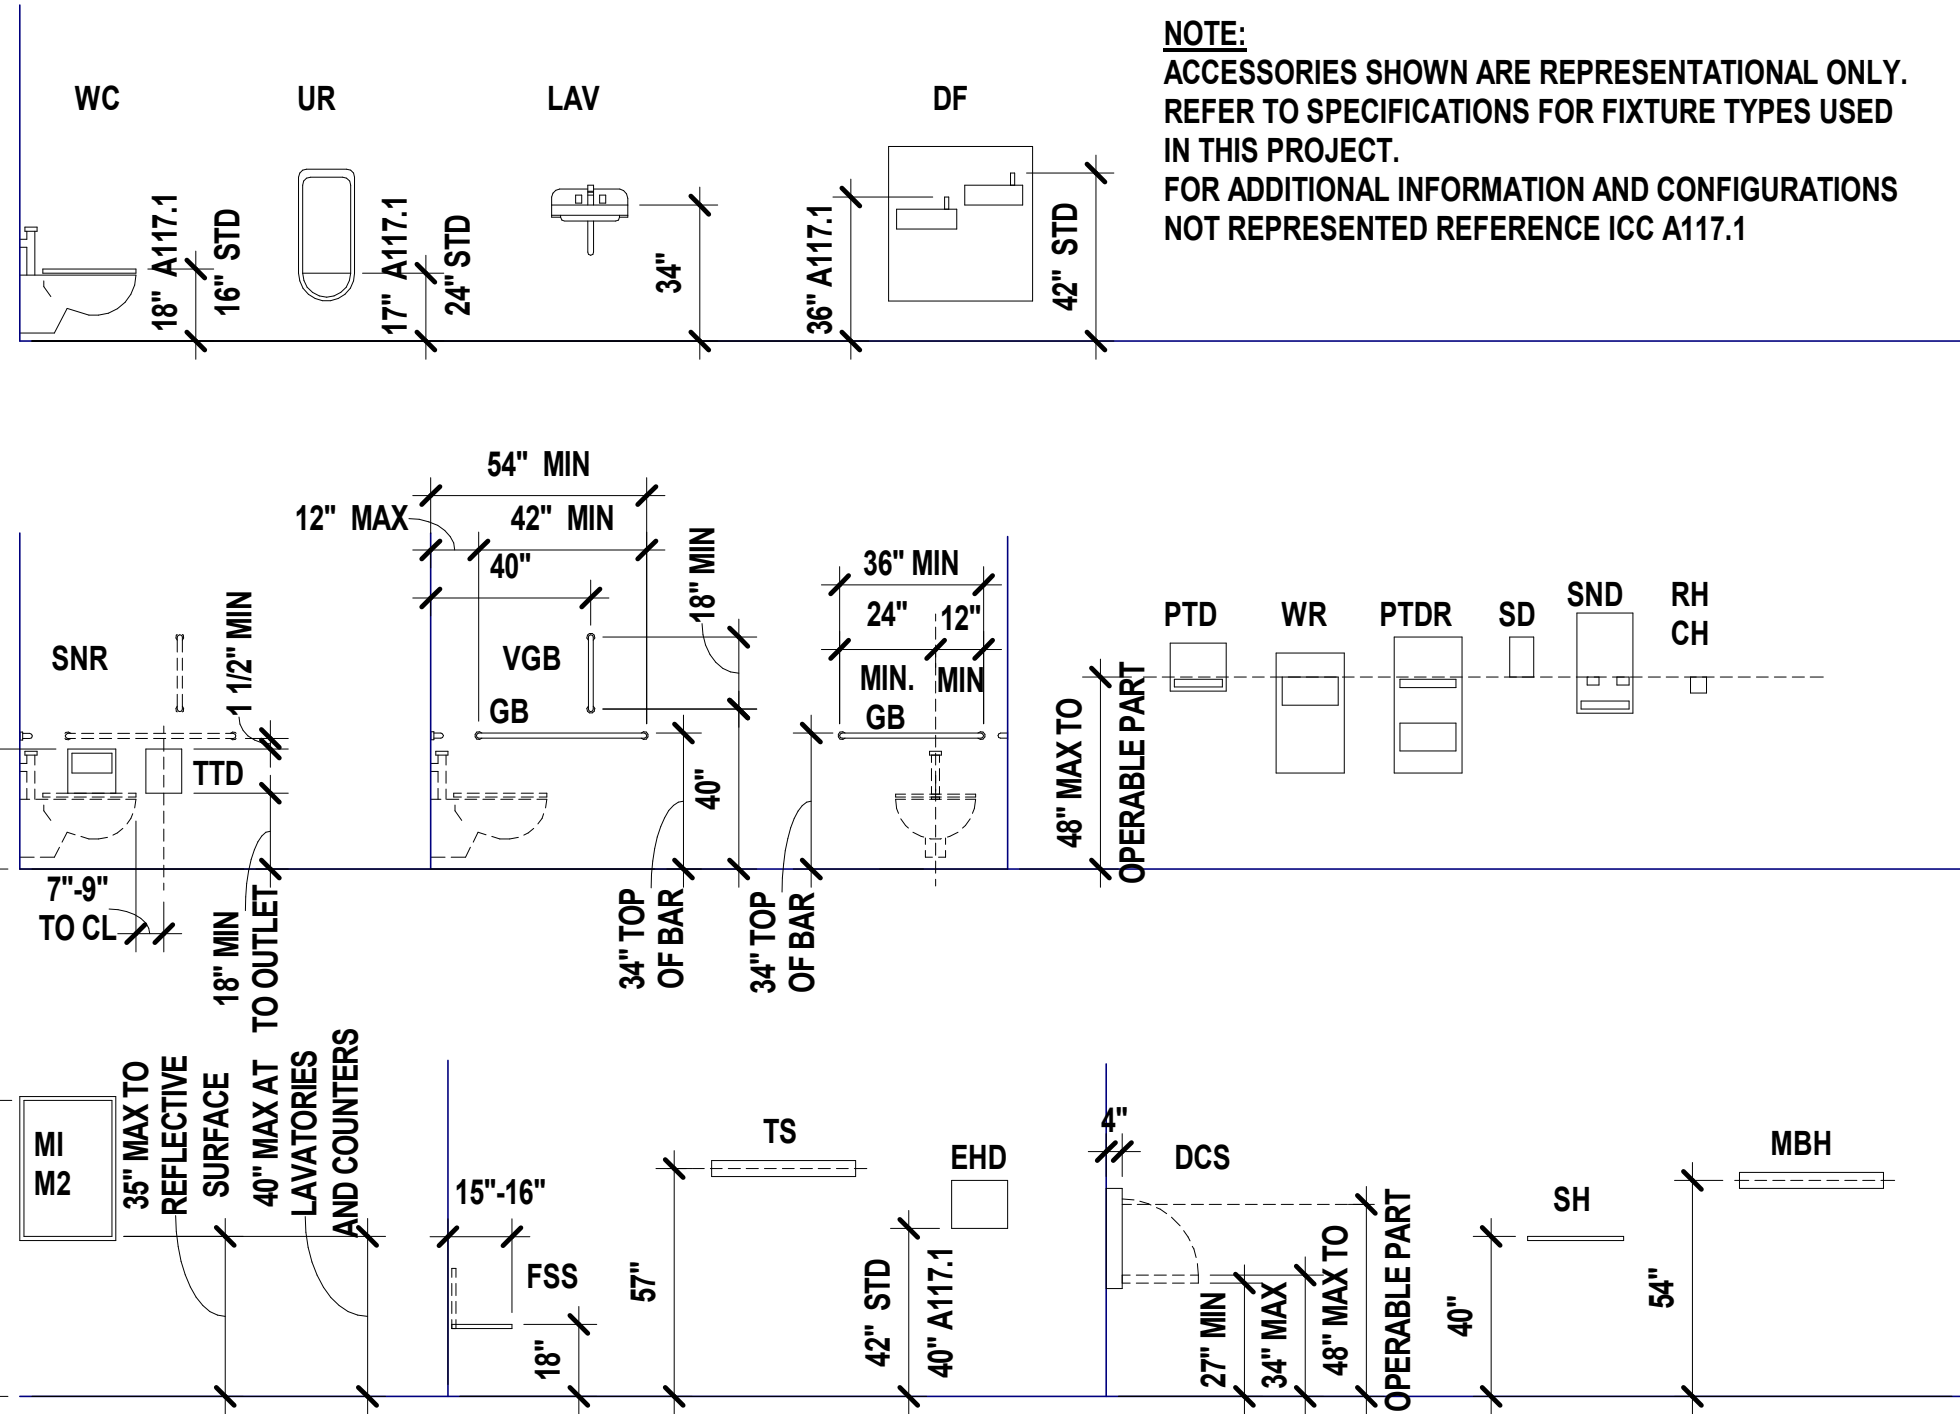 NOTE:
ACCESSORIES SHOWN ARE REPRESENTATIONAL ONLY.
REFER TO SPECIFICATIONS FOR FIXTURE TYPES USED
IN THIS PROJECT.
FOR ADDITIONAL INFORMATION AND CONFIGURATIONS
NOT REPRESENTED REFERENCE ICC A117.1
WC
18" A117.1
16" STD
UR
17" A117.1
24" STD
LAV
34"
DF
36" A117.1
42" STD
SNR
1 1/2" MIN
TTD
7"-9"
TO CL
18" MIN
TO OUTLET
54" MIN
12" MAX
42" MIN
40"
18" MIN
VGB
GB
40"
34" TOP
OF BAR
36" MIN
24"
12"
MIN.
MIN
GB
34" TOP
OF BAR
48" MAX TO
OPERABLE PART
PTD
WR
PTDR
SD
SND
RH
CH
MI
M2
35" MAX TO
REFLECTIVE
SURFACE
40" MAX AT
LAVATORIES
AND COUNTERS
15"-16"
FSS
18"
TS
57"
EHD
42" STD
40" A117.1
4"
DCS
27" MIN
34" MAX
48" MAX TO
OPERABLE PART
SH
40"
MBH
54"